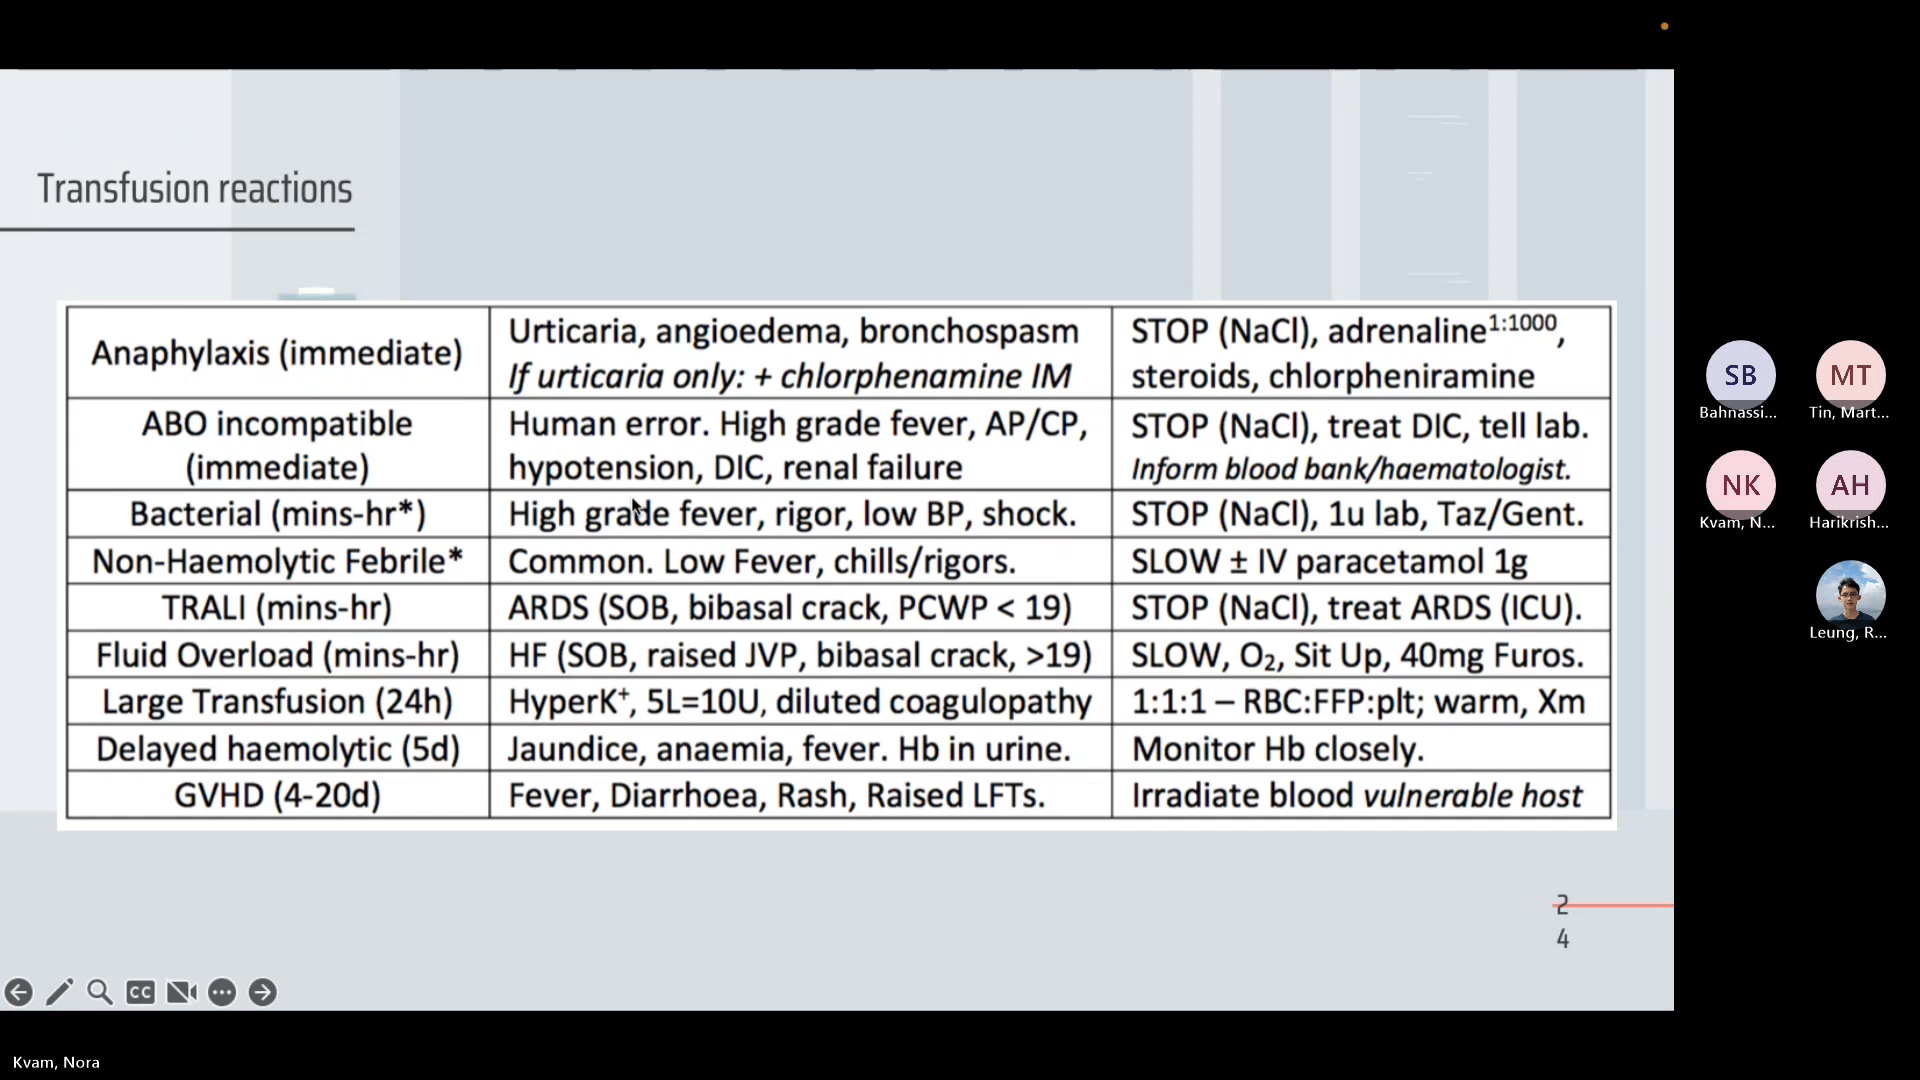 Transfusion reactions
Anaphylaxis (immediate)
Urticaria, angioedema, bronchospasm
If urticaria only: + chlorphenamine IM
STOP (NaCl), adrenaline¹:¹⁰⁰⁰,
steroids, chlorpheniramine
ABO incompatible
(immediate)
Human error. High grade fever, AP/CP,
hypotension, DIC, renal failure
STOP (NaCl), treat DIC, tell lab.
Inform blood bank/haematologist.
Bacterial (mins-hr*)
High grade fever, rigor, low BP, shock.
STOP (NaCl), 1u lab, Taz/Gent.
Non-Haemolytic Febrile*
Common. Low Fever, chills/rigors.
SLOW ± IV paracetamol 1g
TRALI (mins-hr)
ARDS (SOB, bibasal crack, PCWP < 19)
STOP (NaCl), treat ARDS (ICU).
Fluid Overload (mins-hr)
HF (SOB, raised JVP, bibasal crack, >19)
SLOW, O₂, Sit Up, 40mg Furos.
Large Transfusion (24h)
HyperK⁺, 5L=10U, diluted coagulopathy
1:1:1 – RBC:FFP:plt; warm, Xm
Delayed haemolytic (5d)
Jaundice, anaemia, fever. Hb in urine.
Monitor Hb closely.
GVHD (4-20d)
Fever, Diarrhoea, Rash, Raised LFTs.
Irradiate blood vulnerable host
2
4
CC
Kvam, Nora
SB
Bahnassi...
MT
Tin, Mart...
NK
Kvam, N...
AH
Harikrish...
Leung, R...